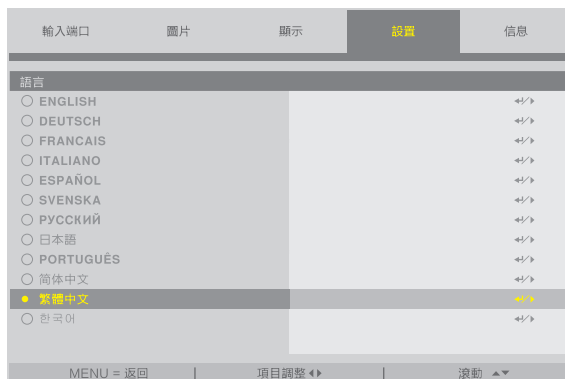 輸入端口 圖片 顯示 設置 信息
語言
ENGLISH
DEUTSCH
FRANCAIS
ITALIANO
ESPAÑOL
SVENSKA
РУССКИЙ
日本語
PORTUGUÊS
简体中文
繁體中文
한국어
MENU = 返回 | 項目調整 | 滾動